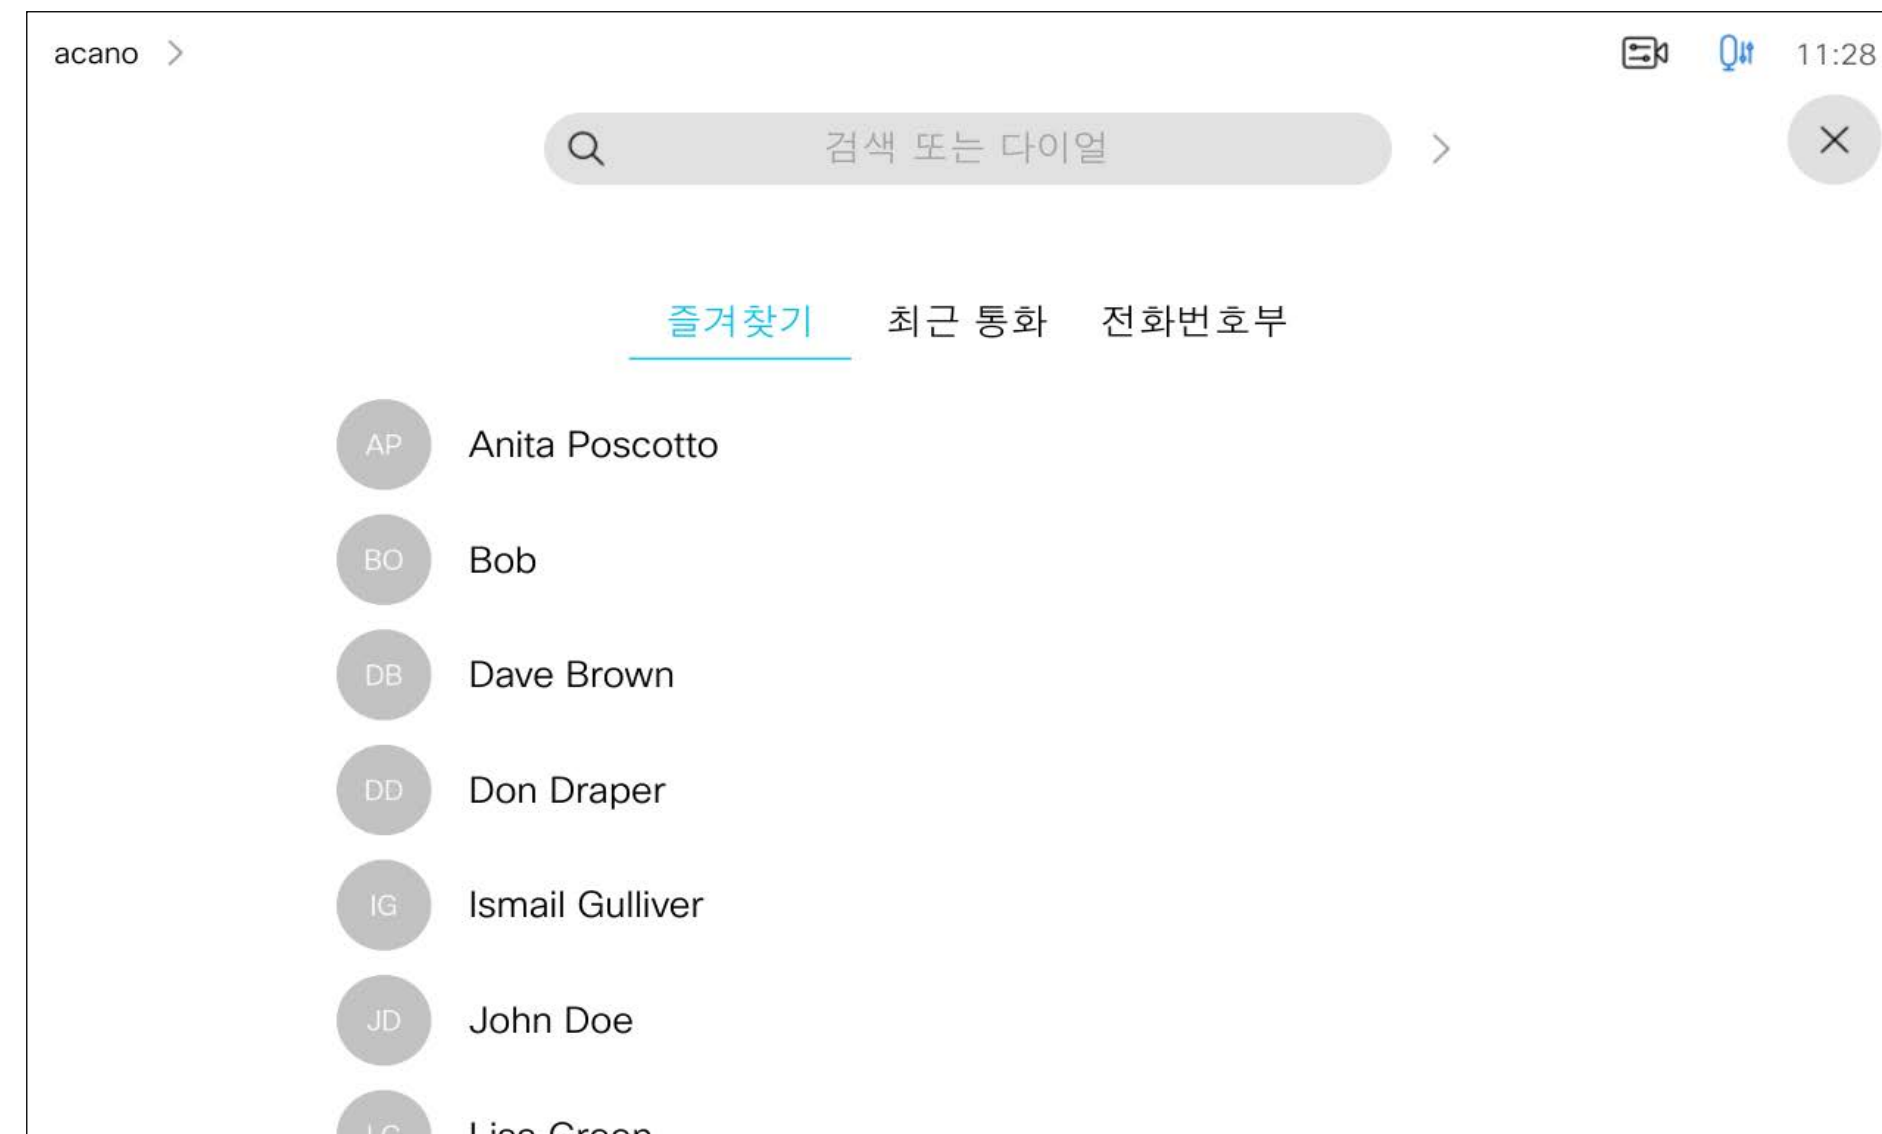 acano
11:28
검색 또는 다이얼
즐겨찾기 최근 통화 전화번호부
AP Anita Poscotto
BO Bob
DB Dave Brown
DD Don Draper
IG Ismail Gulliver
JD John Doe